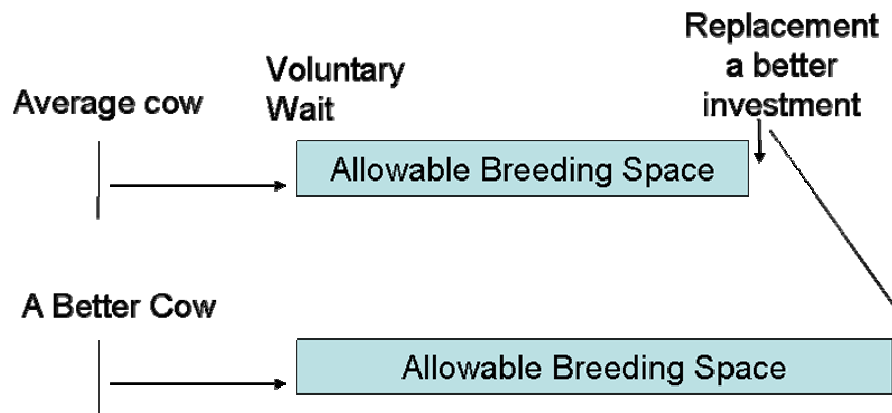 Average cow
Voluntary
Wait
Replacement
a better
investment
Allowable Breeding Space
A Better Cow
Allowable Breeding Space